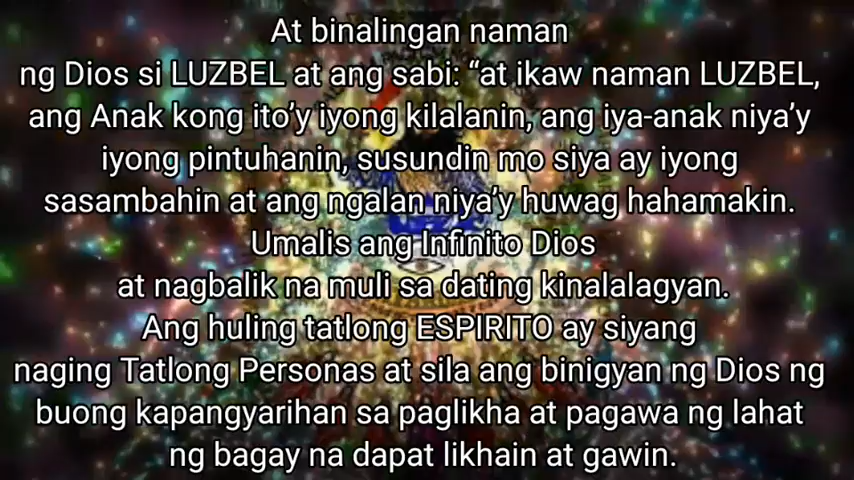 At binalingan naman
ng Dios si LUZBEL at ang sabi: “at ikaw naman LUZBEL,
ang Anak kong ito’y iyong kilalanin, ang iya-anak niya’y
iyong pintuhanin, susundin mo siya ay iyong
sasambahin at ang ngalan niya’y huwag hahamakin.
Umalis ang Infinito Dios
at nagbalik na muli sa dating kinalalagyan.
Ang huling tatlong ESPIRITO ay siyang
naging Tatlong Personas at sila ang binigyan ng Dios ng
buong kapangyarihan sa paglikha at pagawa ng lahat
ng bagay na dapat likhain at gawin.